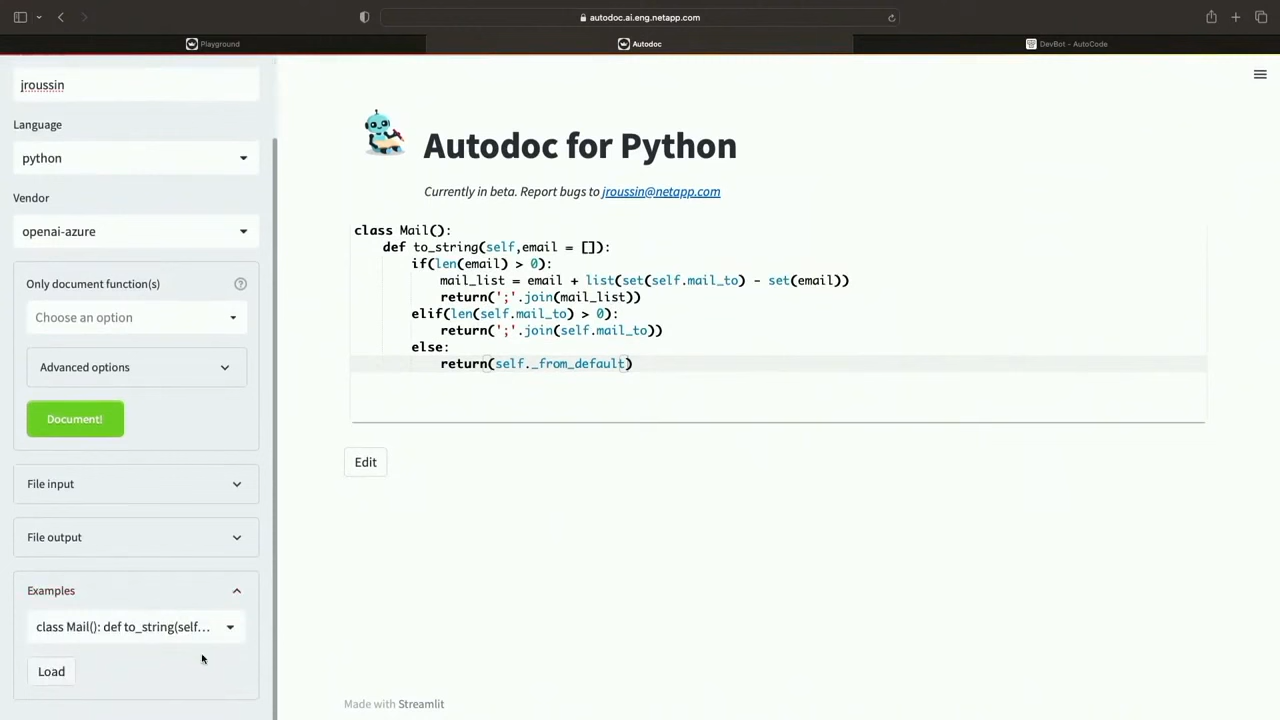 autodoc.ai.eng.netapp.com
Playground
Autodoc
DevBot - AutoCode
jroussin
Language
python
Vendor
openai-azure
Only document function(s)
Choose an option
Advanced options
Document!
File input
File output
Examples
class Mail(): def to_string(self...
Load
Autodoc for Python
Currently in beta. Report bugs to jroussin@netapp.com
class Mail():
    def to_string(self,email = []):
        if(len(email) > 0):
            mail_list = email + list(set(self.mail_to) - set(email))
            return(';'.join(mail_list))
        elif(len(self.mail_to) > 0):
            return(';'.join(self.mail_to))
        else:
            return(self._from_default)
Edit
Made with Streamlit